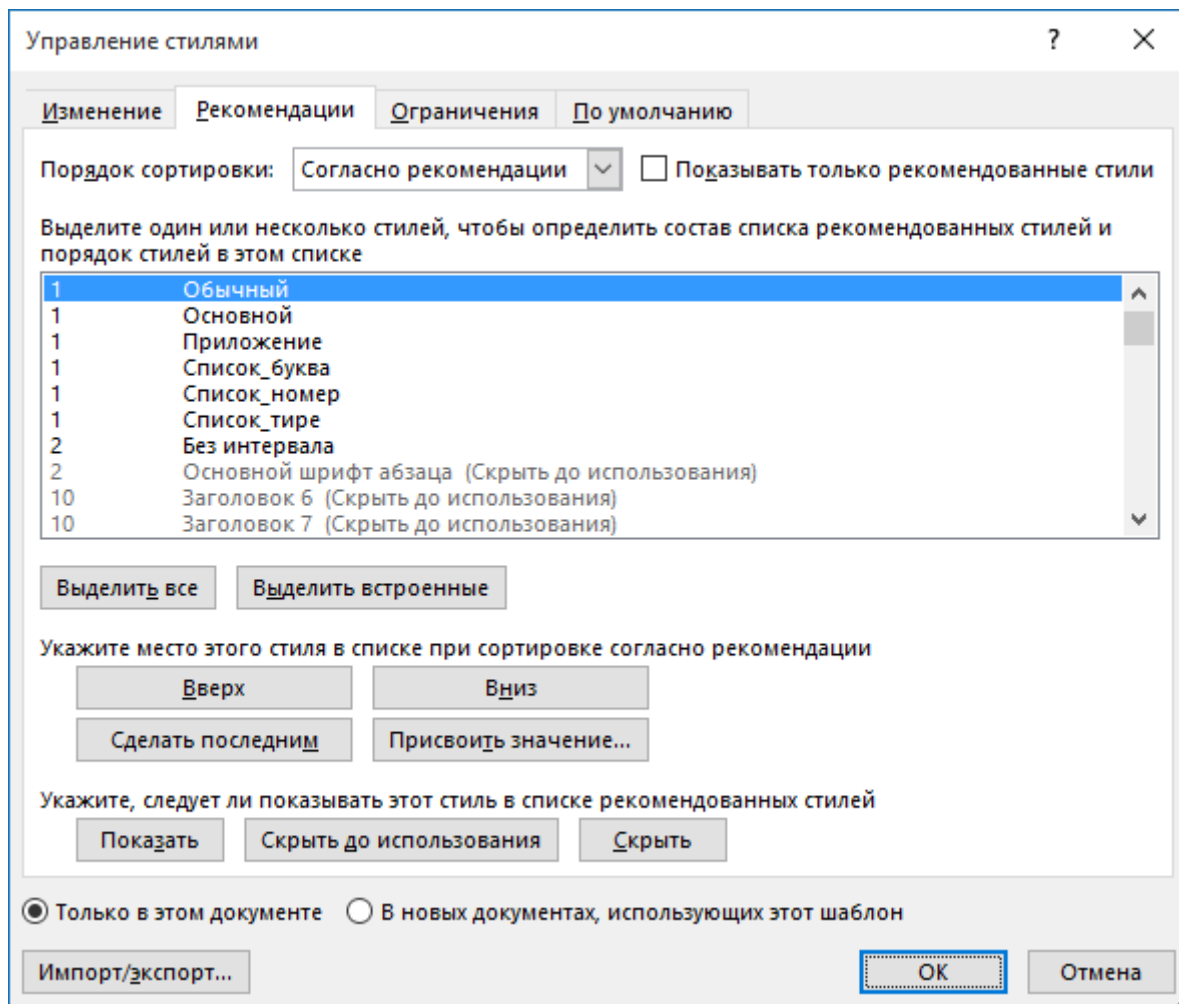 Управление стилями ?
Изменение Рекомендации Ограничения По умолчанию
Порядок сортировки: Согласно рекомендации Показывать только рекомендованные стили
Выделите один или несколько стилей, чтобы определить состав списка рекомендованных стилей и
порядок стилей в этом списке
1 Обычный
1 Основной
1 Приложение
1 Список_буква
1 Список_номер
1 Список_тире
2 Без интервала
2 Основной шрифт абзаца (Скрыть до использования)
10 Заголовок 6 (Скрыть до использования)
10 Заголовок 7 (Скрыть до использования)
Выделить все Выделить встроенные
Укажите место этого стиля в списке при сортировке согласно рекомендации
Вверх Вниз
Сделать последним Присвоить значение...
Укажите, следует ли показывать этот стиль в списке рекомендованных стилей
Показать Скрыть до использования Скрыть
Только в этом документе В новых документах, использующих этот шаблон
Импорт/экспорт... ОК Отмена